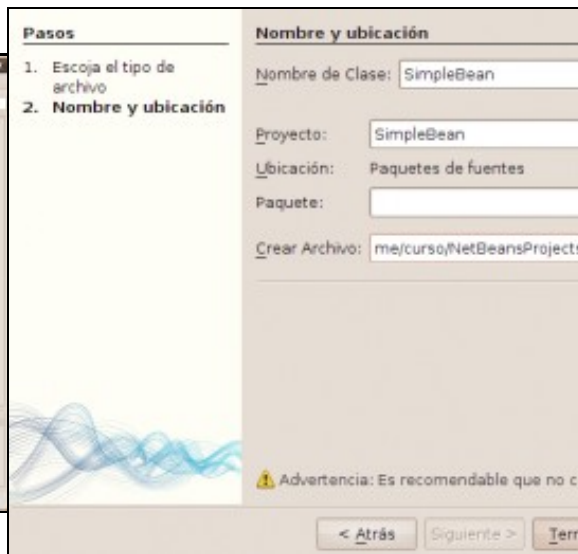 Pasos
1. Escoja el tipo de
archivo
2. Nombre y ubicación
Nombre y ubicación
Nombre de Clase: SimpleBean
Proyecto: SimpleBean
Ubicación: Paquetes de fuentes
Paquete:
Crear Archivo: me/curso/NetBeansProjects
Advertencia: Es recomendable que no c
< Atrás Siguiente > Term